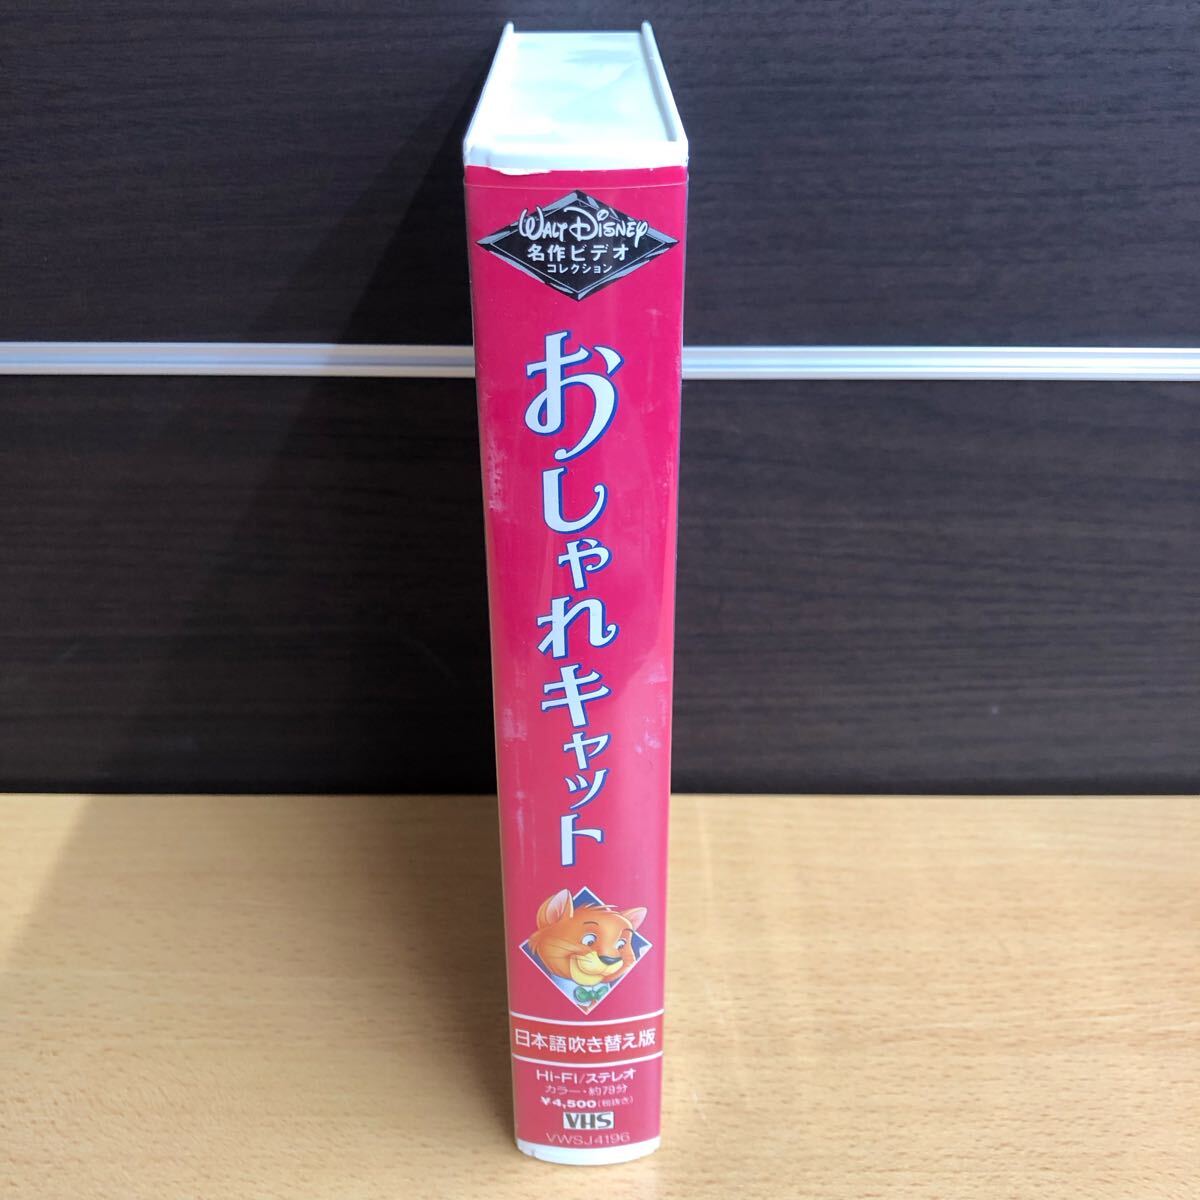 WALT DISNEY
名作ビデオ
コレクション
おしゃれキャット
日本語吹き替え版
Hi-Fi/ステレオ
カラー・約79分
¥4,500(税抜き)
VHS
VWSJ4196